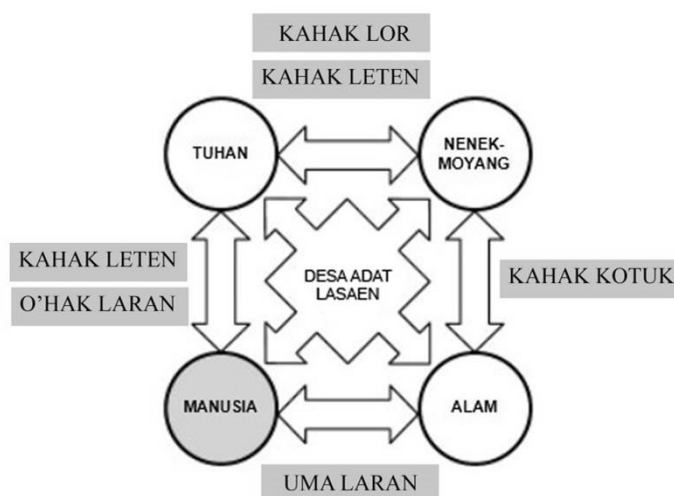 KAHAK LOR
KAHAK LETEN
TUHAN
NENEK-
MOYANG
KAHAK LETEN
O'HAK LARAN
DESA ADAT
LASAEN
KAHAK KOTUK
MANUSIA
ALAM
UMA LARAN